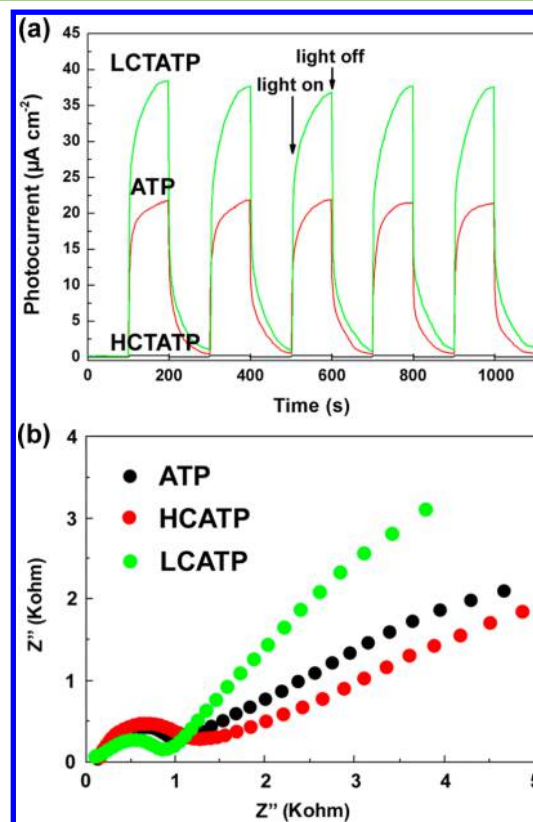 (a)
45
40
35
30
25
20
15
10
5
0
Photocurrent (µA cm-2)
LCTATP
light off
light on
ATP
HCTATP
0 200 400 600 800 1000
Time (s)
(b)
4
3
2
1
0
Z'' (Kohm)
ATP
HCATP
LCATP
0 1 2 3 4 5
Z'' (Kohm)